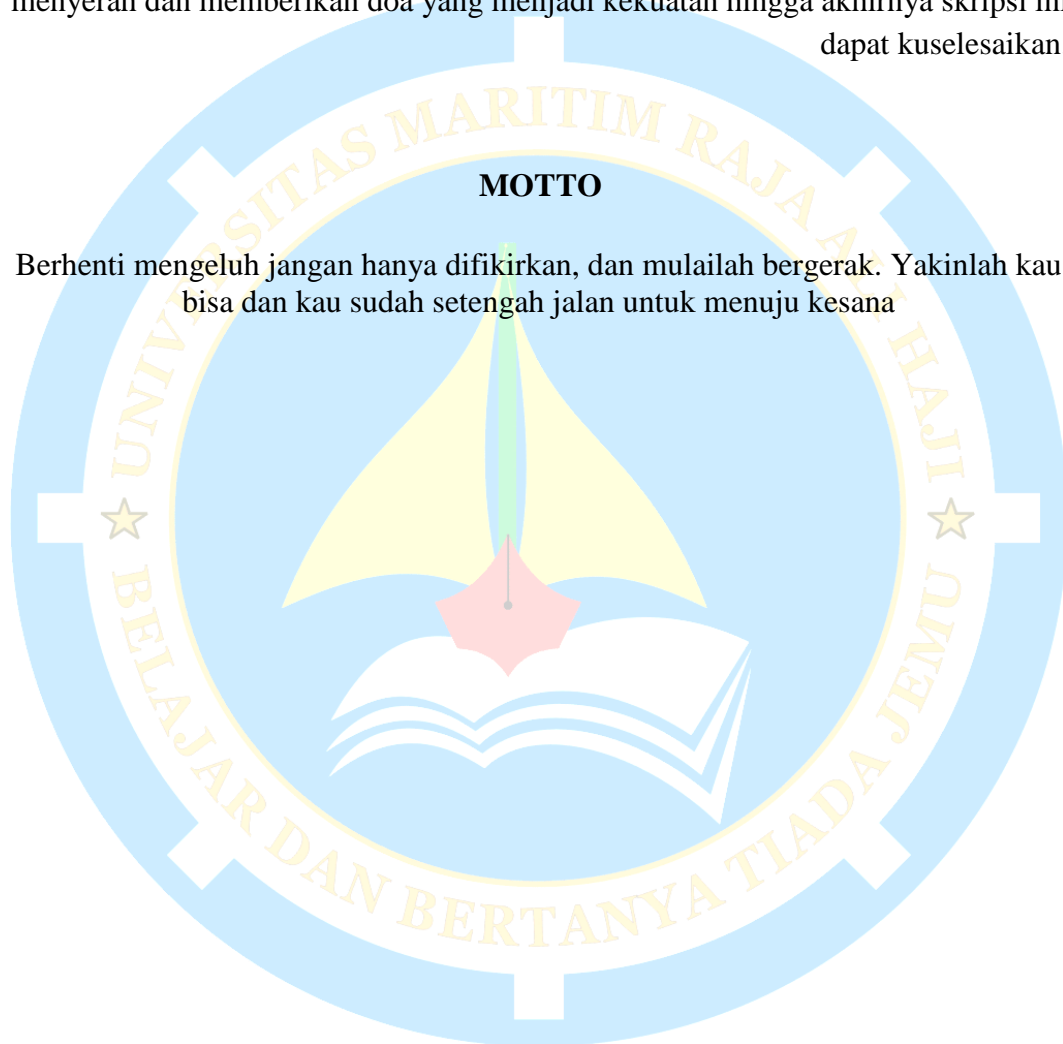 menyerah dan memberikan doa yang menjadi kekuatan hingga akhirnya skripsi ini
dapat kuselesaikan
MOTTO
Berhenti mengeluh jangan hanya difikirkan, dan mulailah bergerak. Yakinlah kau
bisa dan kau sudah setengah jalan untuk menuju kesana
UNIVERSITAS MARITIM RAJA ALI HAJI
BELAJAR DAN BERTANYA TIADA JEMU